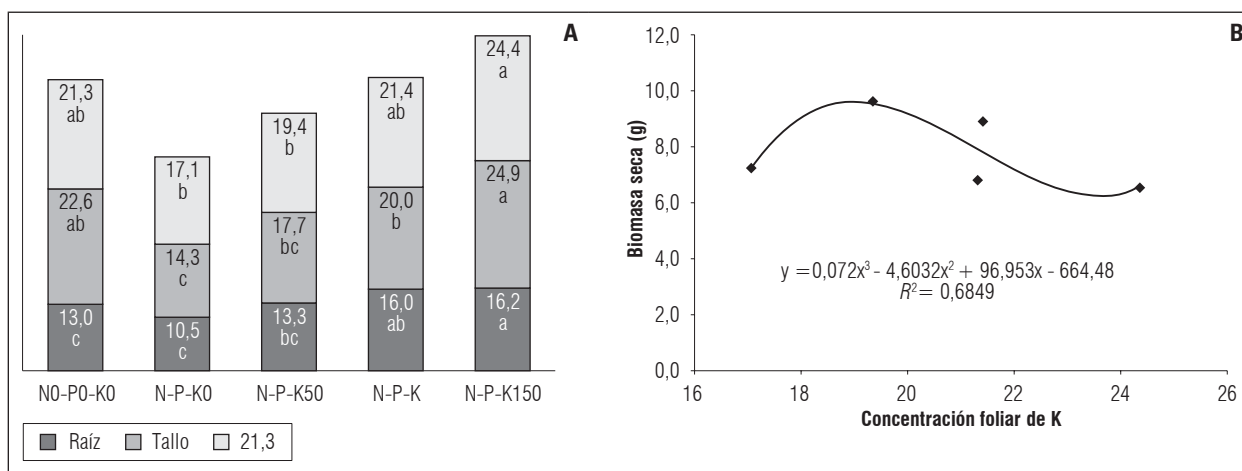 A
21,3
ab
22,6
ab
13,0
c
17,1
b
14,3
c
10,5
c
19,4
b
17,7
bc
13,3
bc
21,4
ab
20,0
b
16,0
ab
24,4
a
24,9
a
16,2
a
N0-P0-K0 N-P-K0 N-P-K50 N-P-K N-P-K150
Raíz Tallo 21,3
B
Biomasa seca (g)
12,0
10,0
8,0
6,0
4,0
2,0
0,0
y = 0,072x³ - 4,6032x² + 96,953x - 664,48
R² = 0,6849
16 18 20 22 24 26
Concentración foliar de K